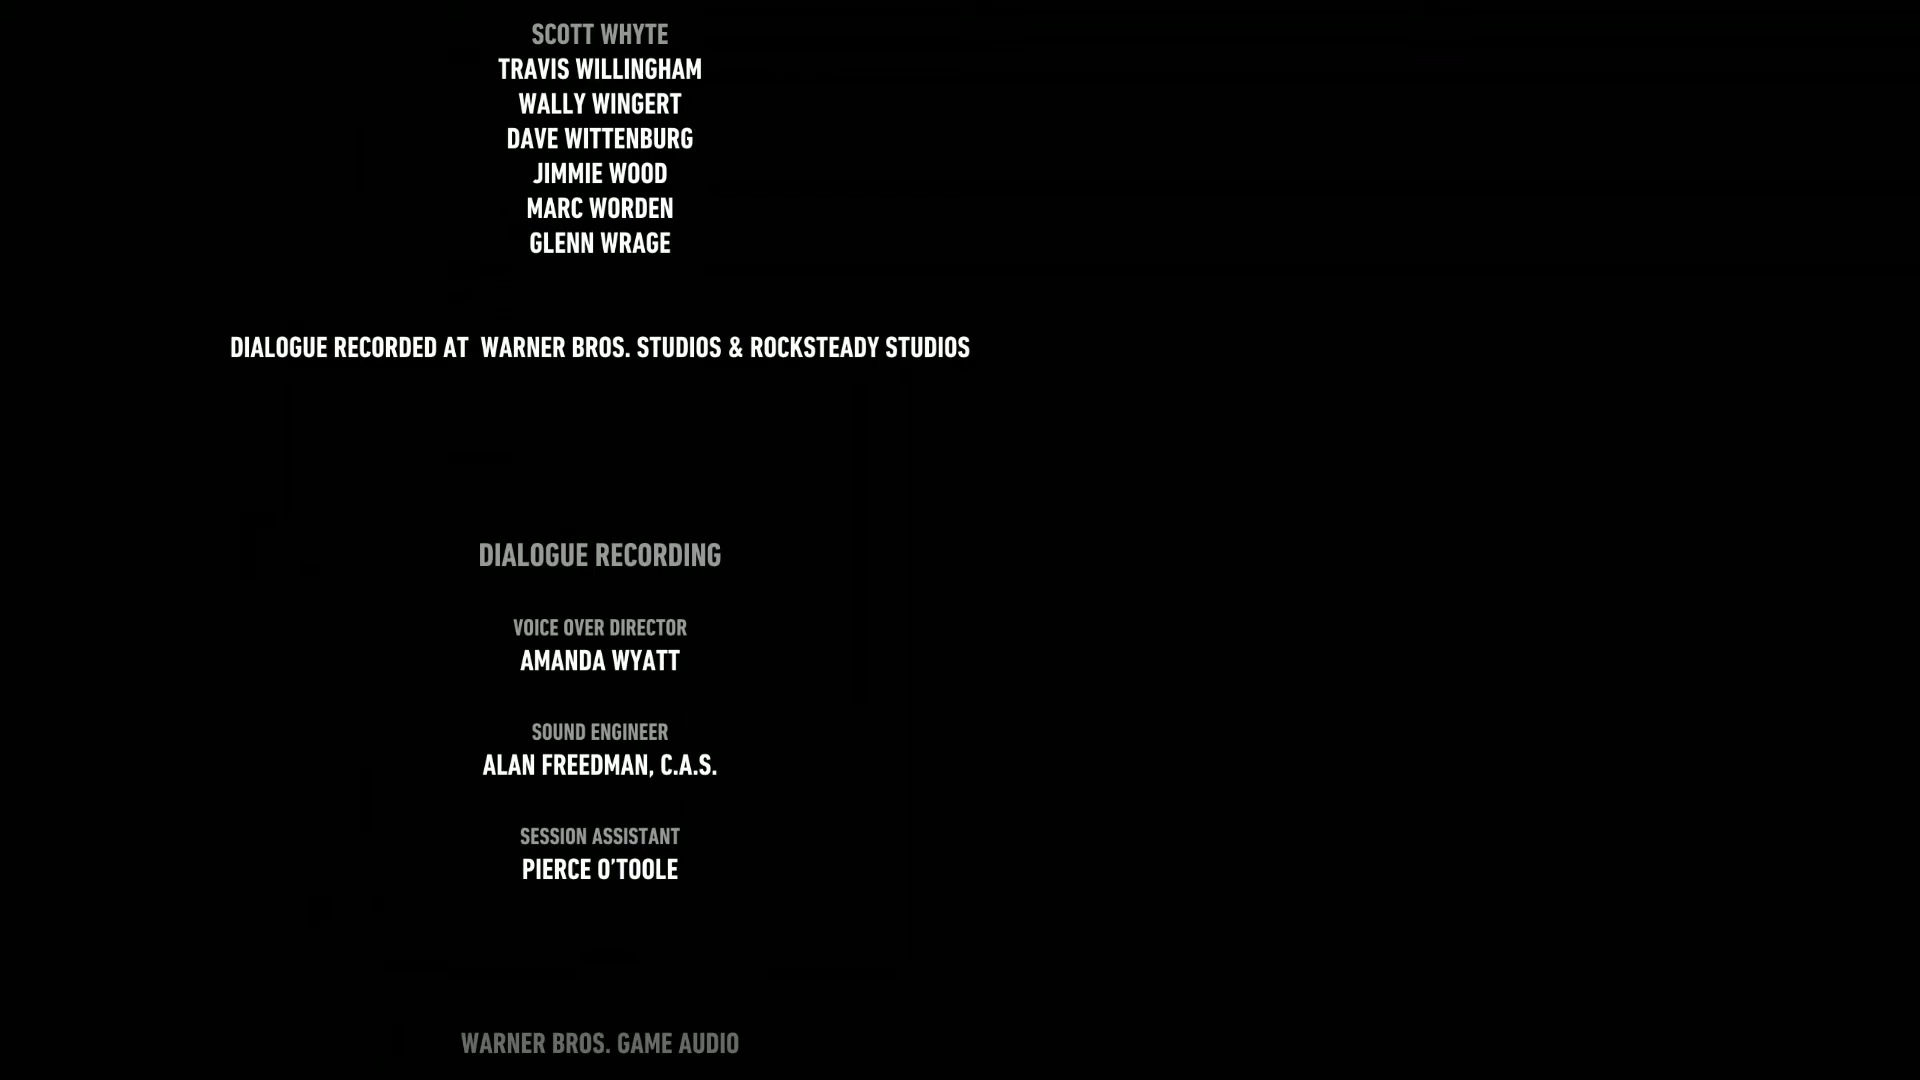 SCOTT WHYTE
TRAVIS WILLINGHAM
WALLY WINGERT
DAVE WITTENBURG
JIMMIE WOOD
MARC WORDEN
GLENN WRAGE
DIALOGUE RECORDED AT  WARNER BROS. STUDIOS & ROCKSTEADY STUDIOS
DIALOGUE RECORDING
VOICE OVER DIRECTOR
AMANDA WYATT
SOUND ENGINEER
ALAN FREEDMAN, C.A.S.
SESSION ASSISTANT
PIERCE O'TOOLE
WARNER BROS. GAME AUDIO